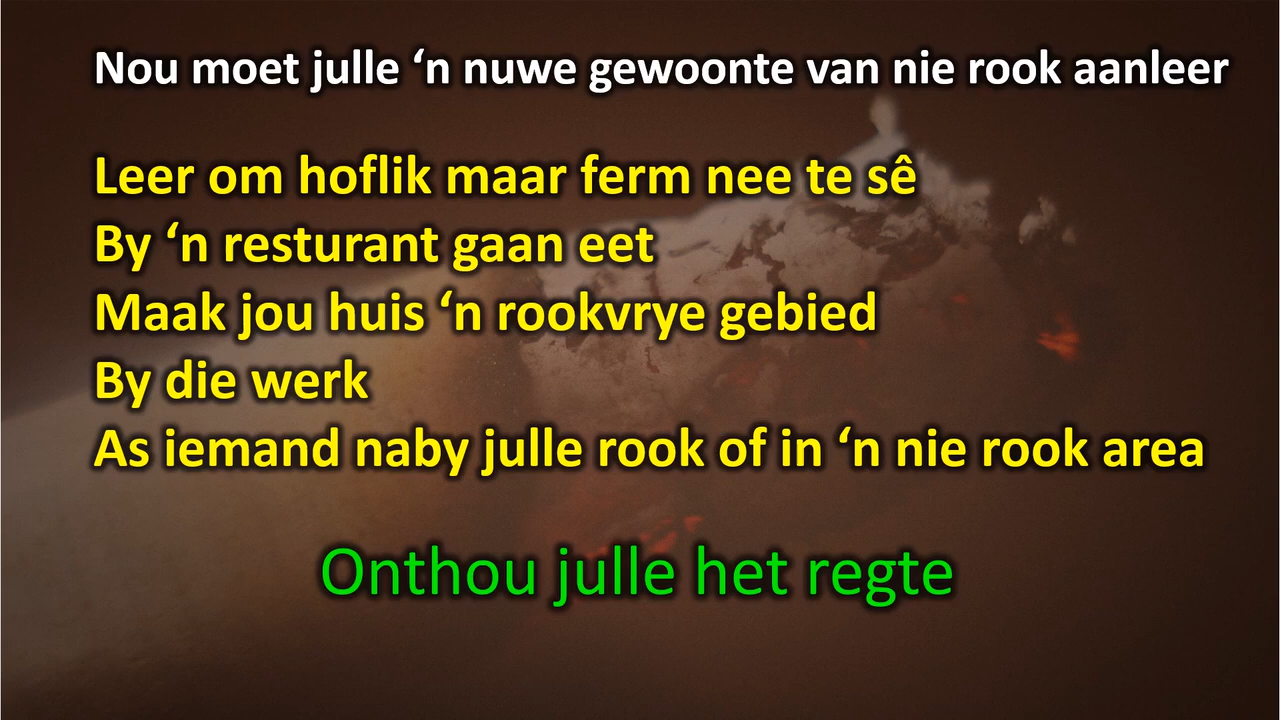 Nou moet julle ‘n nuwe gewoonte van nie rook aanleer
Leer om hoflik maar ferm nee te sê
By ‘n resturant gaan eet
Maak jou huis ‘n rookvrye gebied
By die werk
As iemand naby julle rook of in ‘n nie rook area
Onthou julle het regte